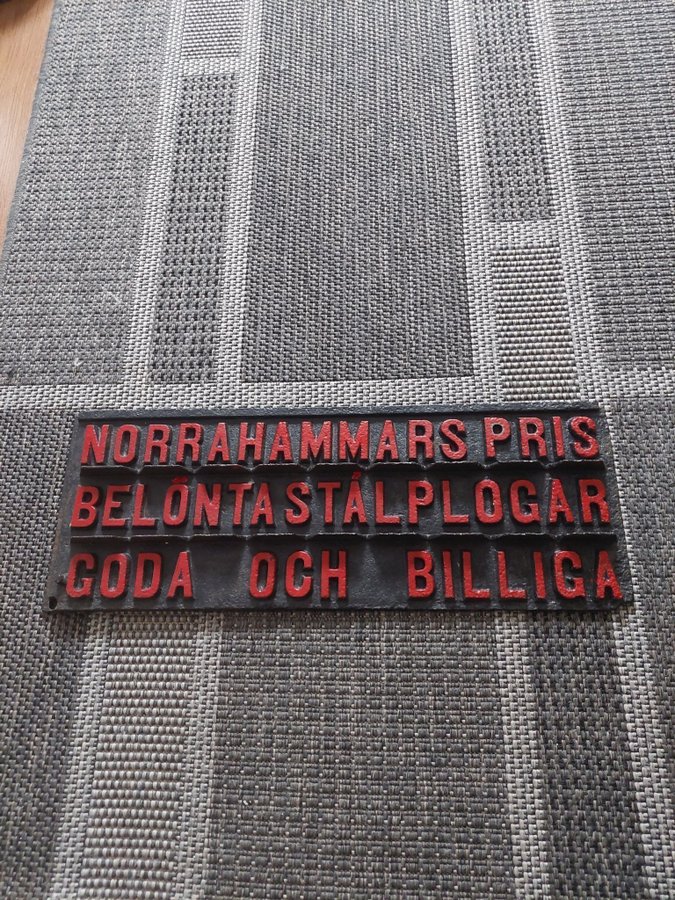 NORRAHAMMARS PRIS
BELÖNTA STÅLPLOGAR
GODA OCH BILLIGA